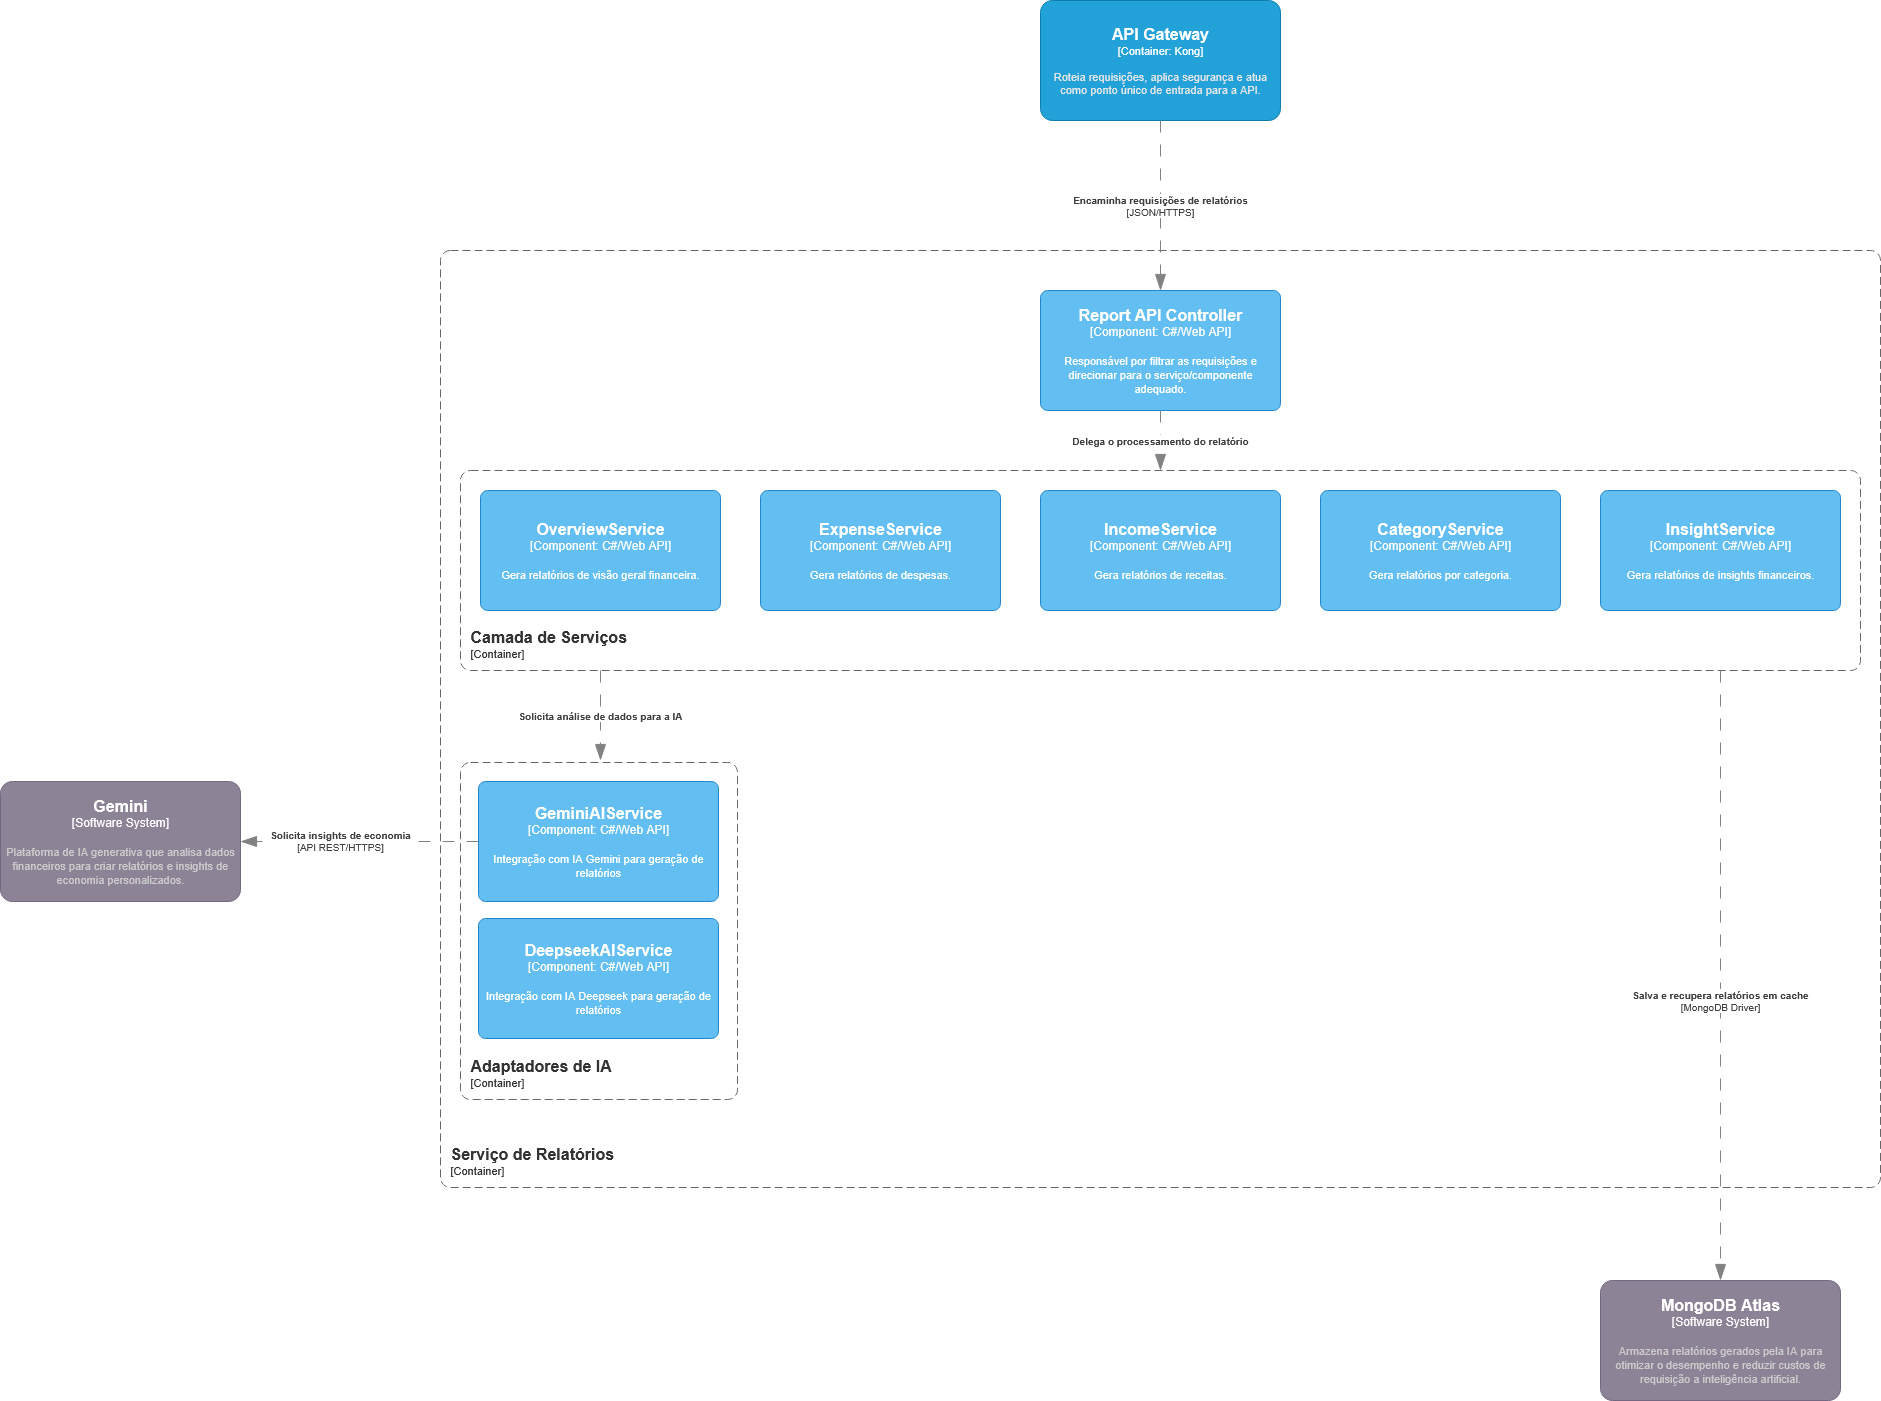 API Gateway
[Container: Kong]
Roteia requisições, aplica segurança e atua
como ponto único de entrada para a API.
Encaminha requisições de relatórios
[JSON/HTTPS]
Report API Controller
[Component: C#/Web API]
Responsável por filtrar as requisições e
direcionar para o serviço/componente
adequado.
Delega o processamento do relatório
OverviewService
[Component: C#/Web API]
Gera relatórios de visão geral financeira.
ExpenseService
[Component: C#/Web API]
Gera relatórios de despesas.
IncomeService
[Component: C#/Web API]
Gera relatórios de receitas.
CategoryService
[Component: C#/Web API]
Gera relatórios por categoria.
InsightService
[Component: C#/Web API]
Gera relatórios de insights financeiros.
Camada de Serviços
[Container]
Solicita análise de dados para a IA
Gemini
[Software System]
Plataforma de IA generativa que analisa dados
financeiros para criar relatórios e insights de
economia personalizados.
Solicita insights de economia
[API REST/HTTPS]
GeminiAIService
[Component: C#/Web API]
Integração com IA Gemini para geração de
relatórios
DeepseekAIService
[Component: C#/Web API]
Integração com IA Deepseek para geração de
relatórios
Adaptadores de IA
[Container]
Salva e recupera relatórios em cache
[MongoDB Driver]
Serviço de Relatórios
[Container]
MongoDB Atlas
[Software System]
Armazena relatórios gerados pela IA para
otimizar o desempenho e reduzir custos de
requisição a inteligência artificial.